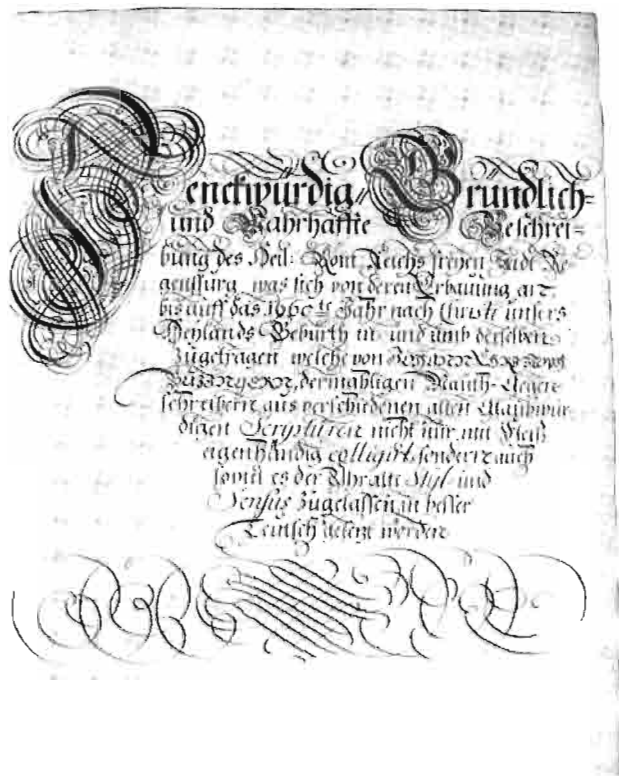 Denckwürdig// Gründlich=
und Wahrhaffte Beschrei=
bung des Heil: Röm: Reichs freyen Stadt Re
genspurg, was sich von deren Erbauung an
bis auff das 1660te Jahr nach Christi unsers
Heylands Geburth in und umb derselben
zugetragen welche von
dermahligen Mauth-Gegen
schreibern aus verschiedenen alten glaubwür
digen Scripturen nicht nur mit Fleiß
eigenhändig colligirt, sondern auch
soviel es der Uhralte Styl und
Sensus zugelassen in besser
Teutsch gesetzt worden